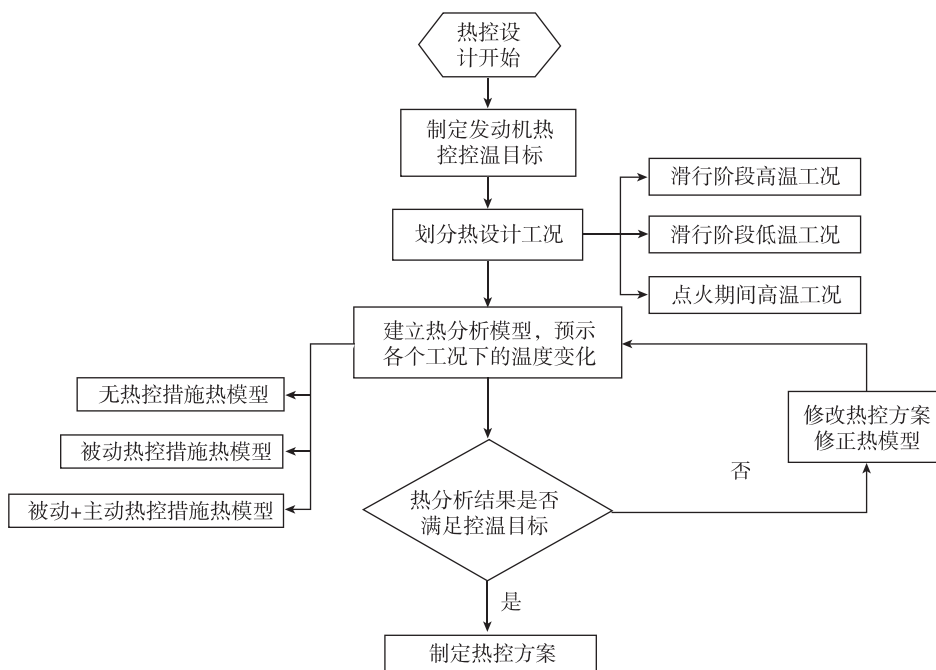 热控设
计开始
制定发动机热
控控温目标
划分热设计工况
滑行阶段高温工况
滑行阶段低温工况
点火期间高温工况
建立热分析模型，预示
各个工况下的温度变化
无热控措施热模型
被动热控措施热模型
被动+主动热控措施热模型
修改热控方案
修正热模型
热分析结果是否
满足控温目标
否
是
制定热控方案